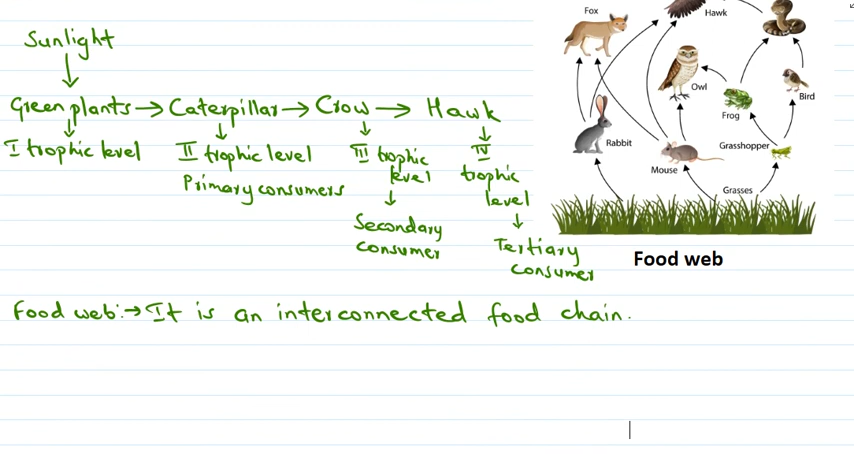 Sunlight
Green plants → Caterpillar → Crow → Hawk
I trophic level
II trophic level
Primary consumers
III trophic
level
Secondary
consumer
IV
trophic
level
Tertiary
consumer
Food web:→ It is an interconnected food chain.
Fox
Hawk
Owl
Bird
Frog
Rabbit
Grasshopper
Mouse
Grasses
Food web